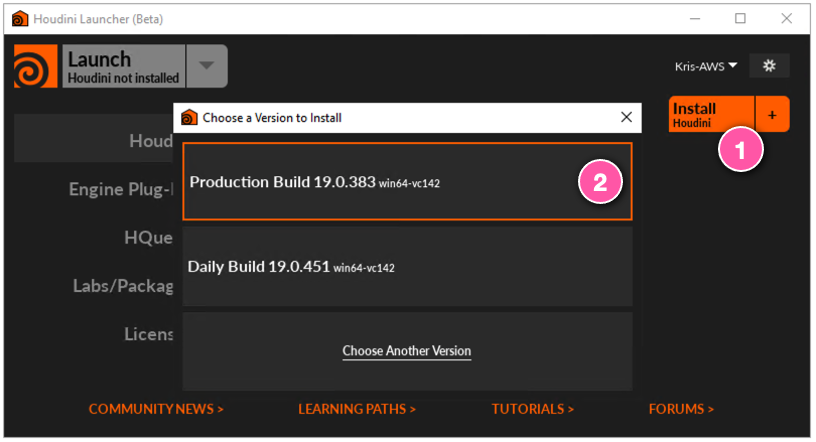 Houdini Launcher (Beta)
Launch
Houdini not installed
Kris-AWS
Install
Houdini
+
1
Choose a Version to Install
Houd
Production Build 19.0.383 win64-vc142
2
Engine Plug-
HQue
Daily Build 19.0.451 win64-vc142
Labs/Packag
Licens
Choose Another Version
COMMUNITY NEWS >
LEARNING PATHS >
TUTORIALS >
FORUMS >